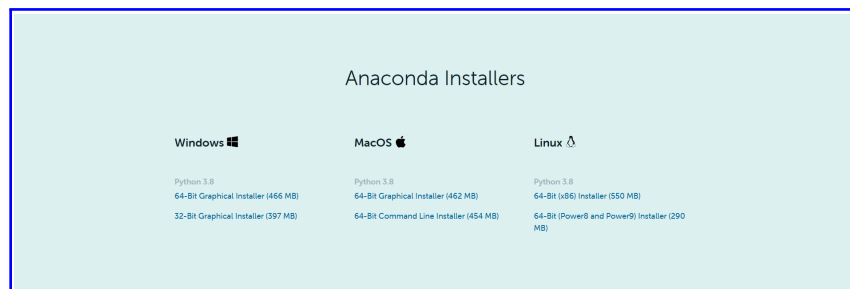 Anaconda Installers
Windows
Python 3.8
64-Bit Graphical Installer (466 MB)
32-Bit Graphical Installer (397 MB)
MacOS
Python 3.8
64-Bit Graphical Installer (462 MB)
64-Bit Command Line Installer (454 MB)
Linux
Python 3.8
64-Bit (x86) Installer (550 MB)
64-Bit (Power8 and Power9) Installer (290
MB)